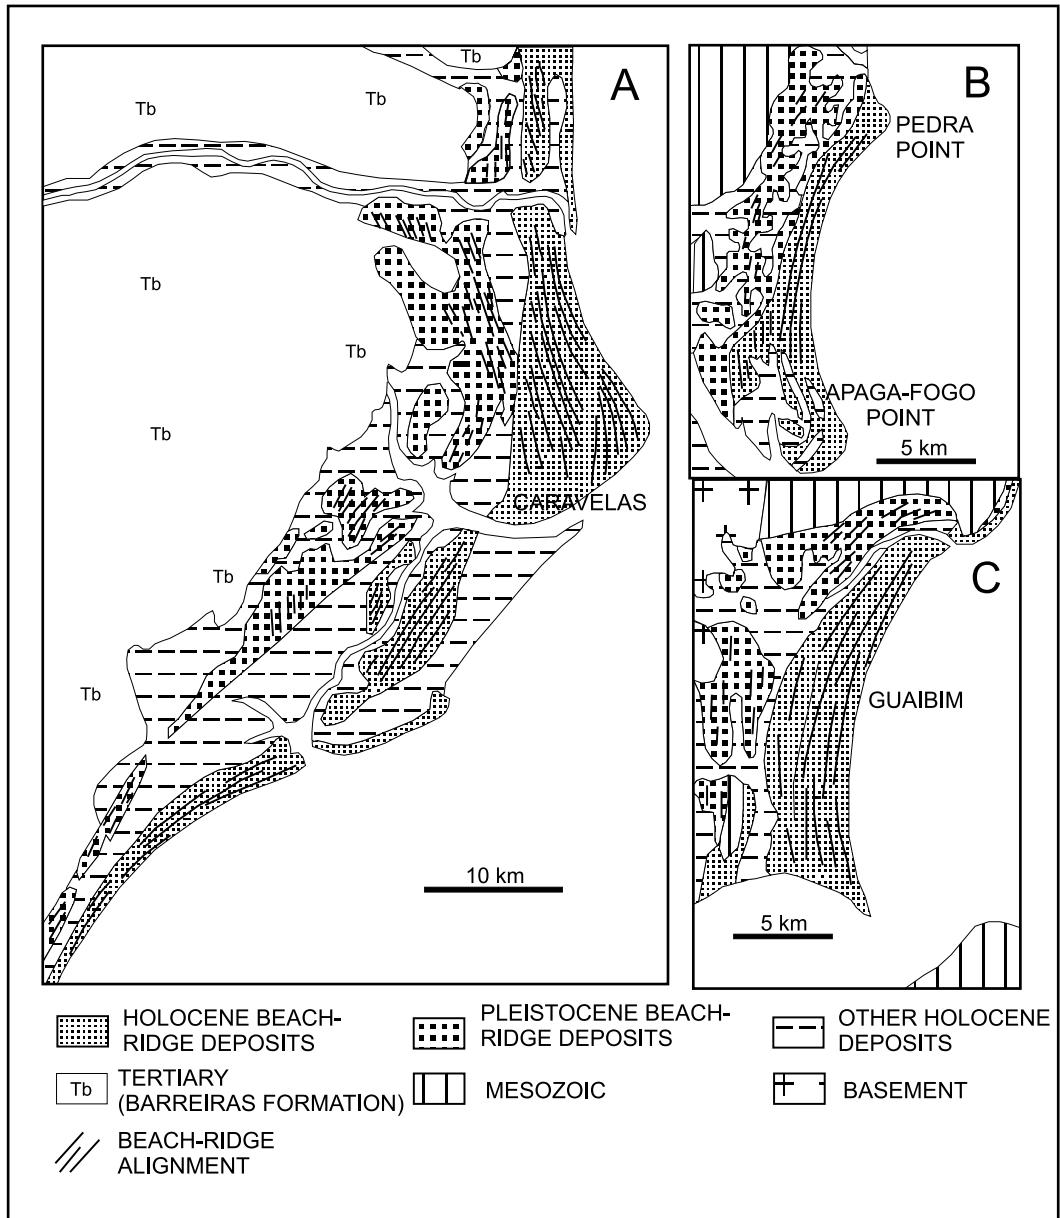 A
Tb
Tb
Tb
Tb
Tb
Tb
Tb
Tb
CARAVELAS
10 km
B
PEDRA
POINT
APAGA-FOGO
POINT
5 km
C
GUAIBIM
5 km
HOLOCENE BEACH-
RIDGE DEPOSITS
PLEISTOCENE BEACH-
RIDGE DEPOSITS
OTHER HOLOCENE
DEPOSITS
Tb
TERTIARY
(BARREIRAS FORMATION)
MESOZOIC
BASEMENT
BEACH-RIDGE
ALIGNMENT